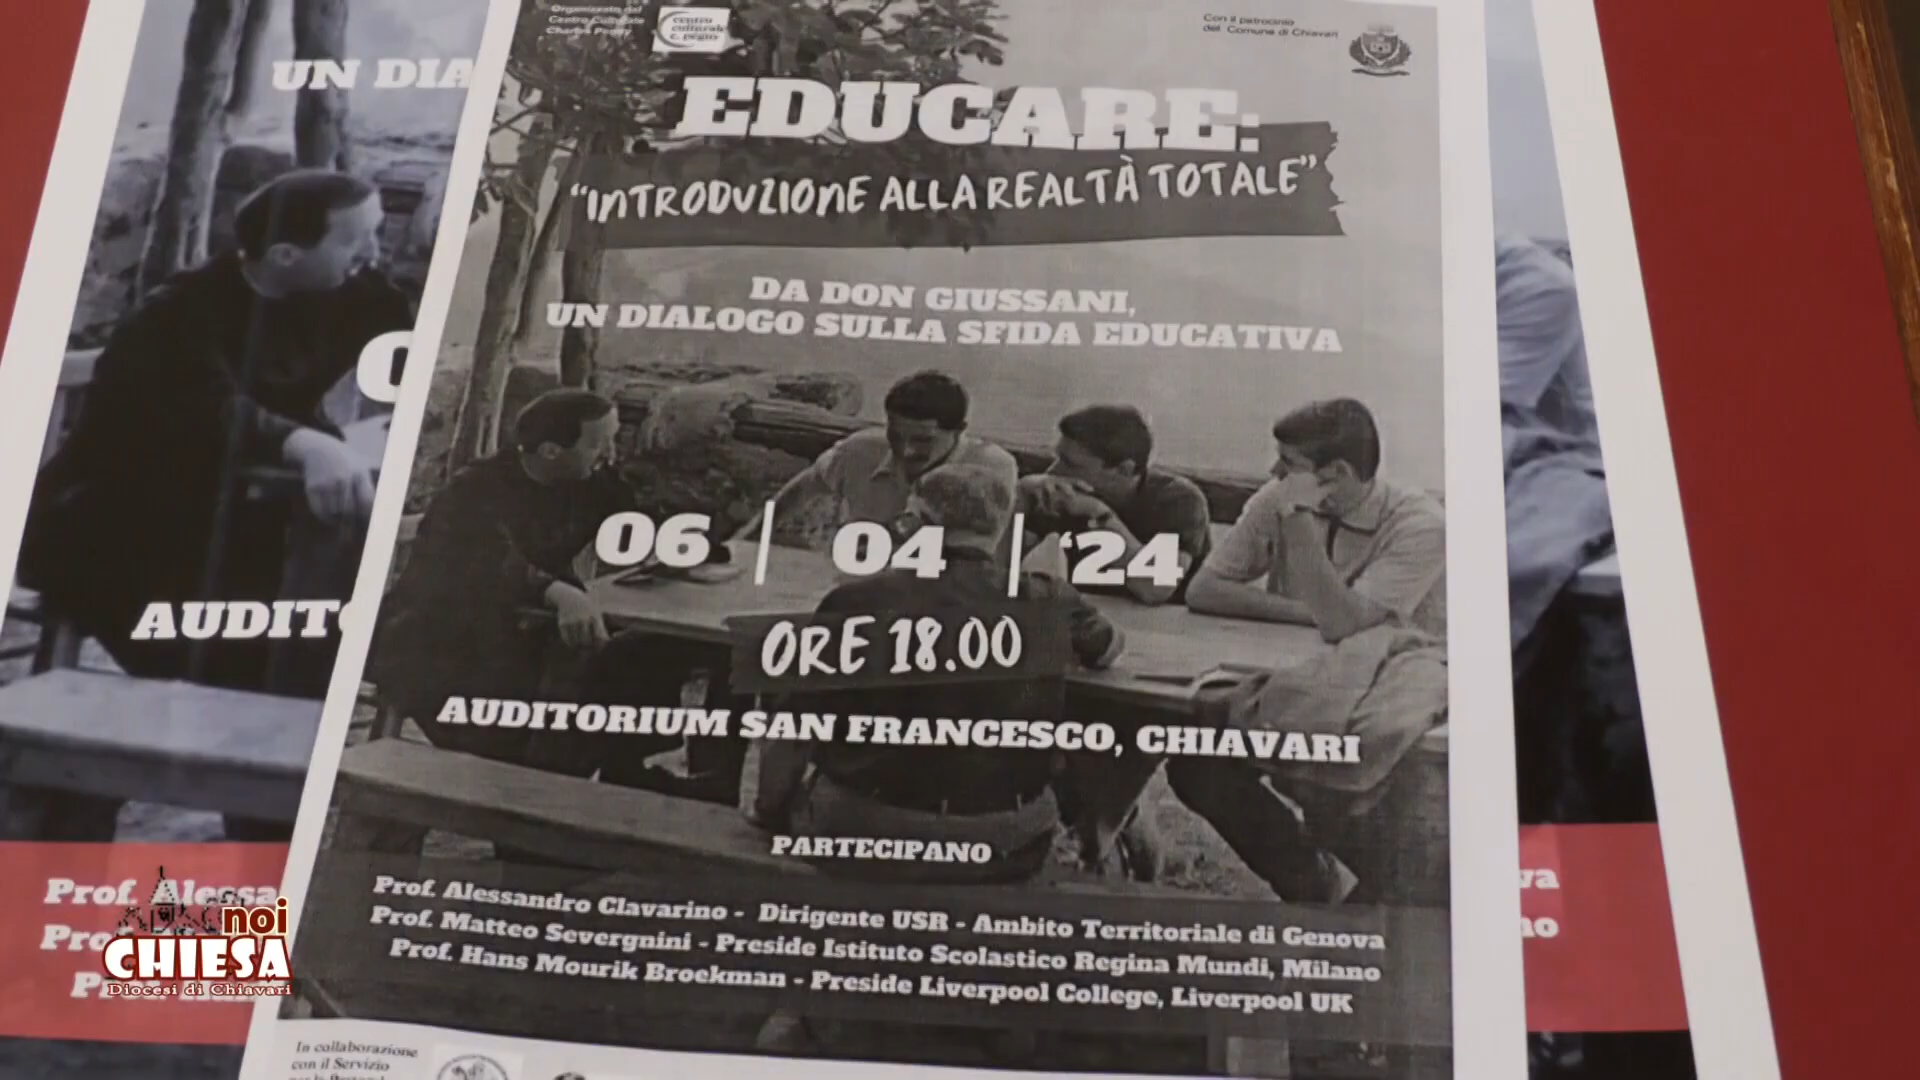 Organizzato dal
Centro Culturale
Charles Peguy
centro
culturale
c. peguy
Con il patrocinio
del Comune di Chiavari
EDUCARE:
"INTRODUZIONE ALLA REALTÀ TOTALE"
DA DON GIUSSANI,
UN DIALOGO SULLA SFIDA EDUCATIVA
06 | 04 | '24
ORE 18.00
AUDITORIUM SAN FRANCESCO, CHIAVARI
PARTECIPANO
Prof. Alessandro Clavarino - Dirigente USR - Ambito Territoriale di Genova
Prof. Matteo Severgnini - Preside Istituto Scolastico Regina Mundi, Milano
Prof. Hans Mourik Broekman - Preside Liverpool College, Liverpool UK
In collaborazione
con il Servizio
UN DIA
AUDITO
Prof. Alessa
noi
CHIESA
Diocesi di Chiavari